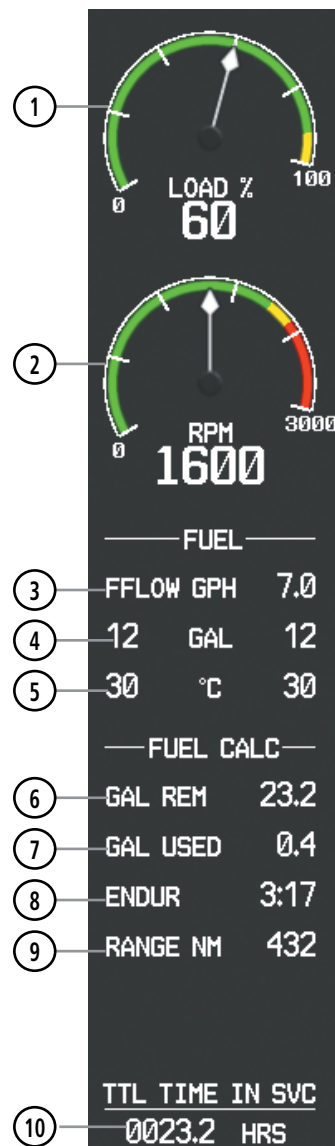 1
0
100
LOAD %
60
2
0
3000
RPM
1600
FUEL
3 FFLOW GPH 7.0
4 12 GAL 12
5 30 °C 30
FUEL CALC
6 GAL REM 23.2
7 GAL USED 0.4
8 ENDUR 3:17
9 RANGE NM 432
TTL TIME IN SVC
10 0023.2 HRS